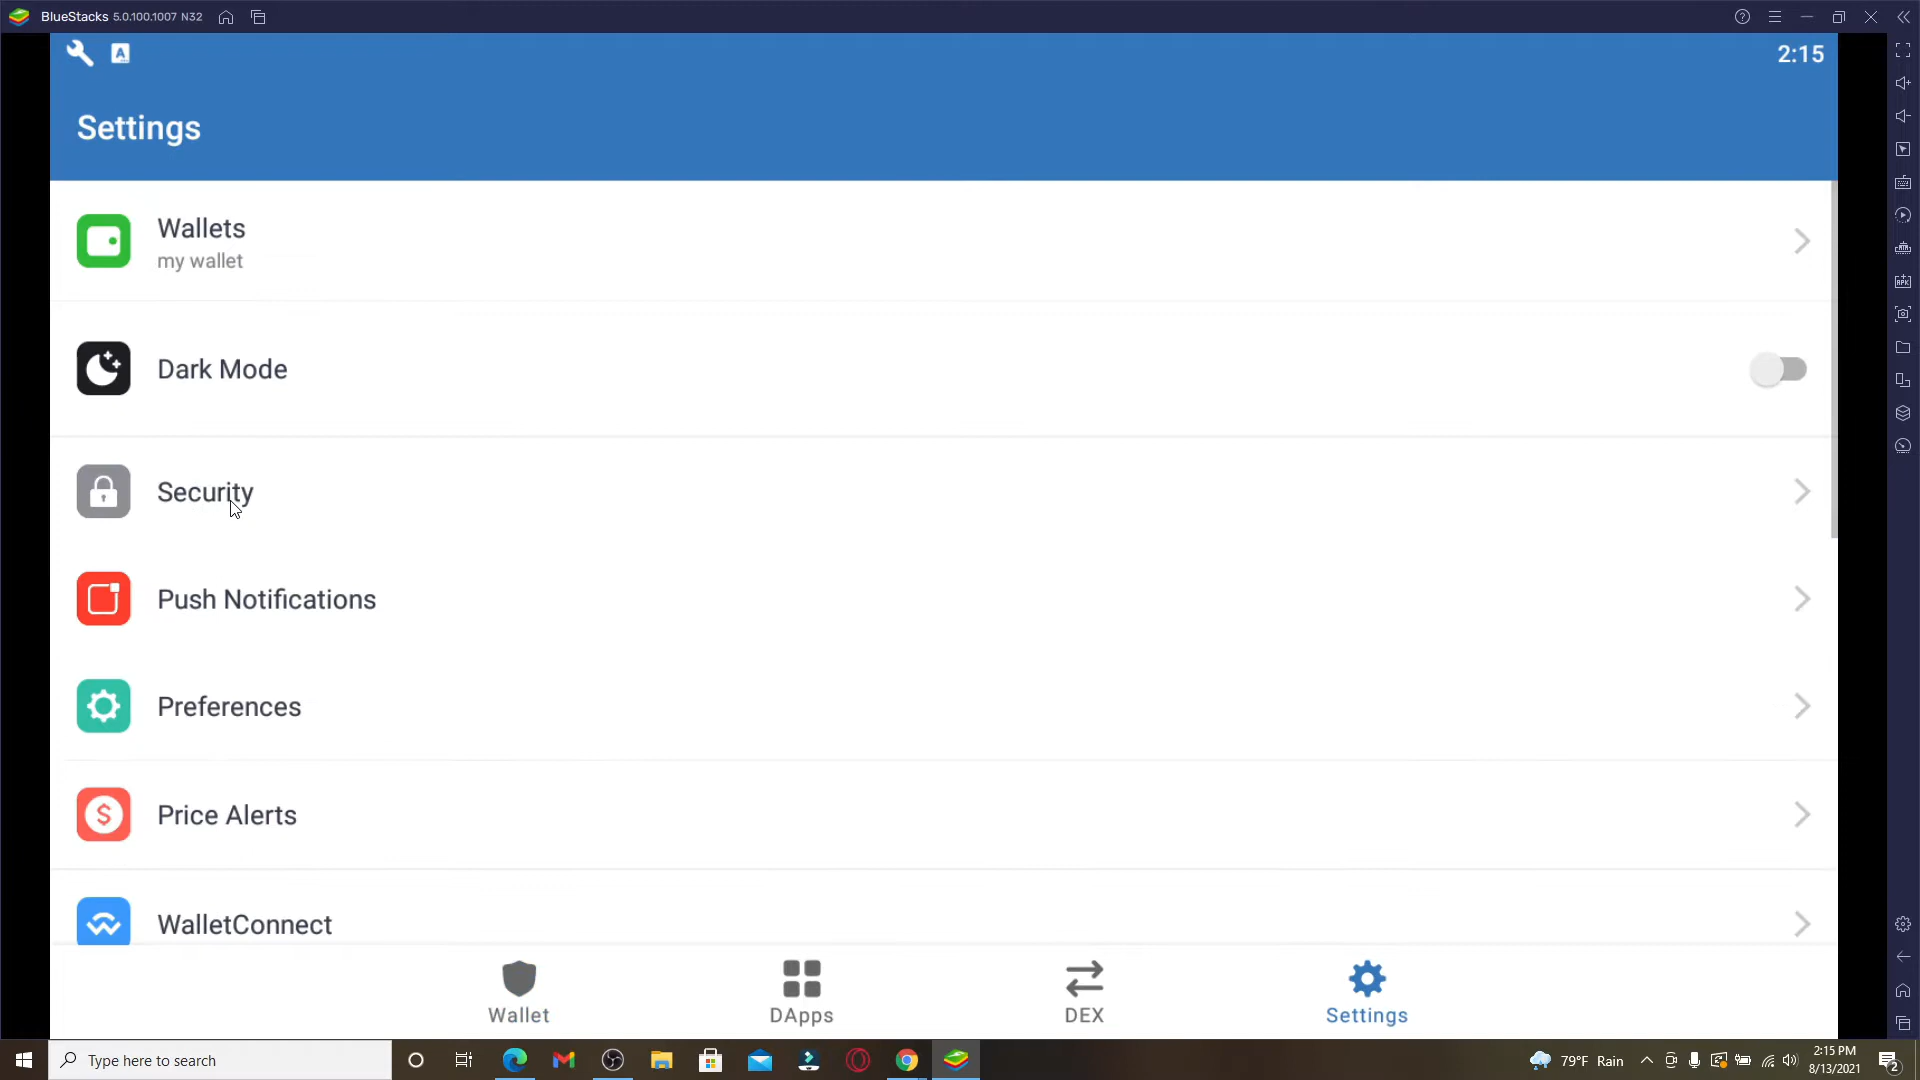 BlueStacks 5.0.100.1007 N32
A
2:15
Settings
Wallets
my wallet
Dark Mode
Security
Push Notifications
Preferences
$ Price Alerts
WalletConnect
Wallet
DApps
DEX
Settings
Type here to search
79°F Rain
2:15 PM
8/13/2021
2